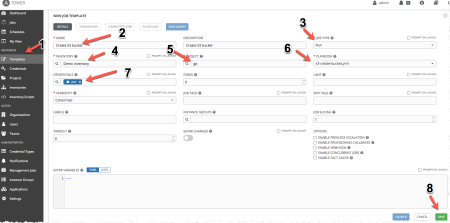 TOWER
admin
Dashboard
Jobs
Schedules
My View
RESOURCES
Templates
Credentials
Projects
Inventories
Inventory Scripts
ACCESS
Organizations
Users
Teams
ADMINISTRATION
Credential Types
Notifications
Management Jobs
Instance Groups
Applications
Settings
NEW JOB TEMPLATE
DETAILS
PERMISSIONS
COMPLETED JOBS
SCHEDULES
ADD SURVEY
* NAME
DESCRIPTION
* JOB TYPE
PROMPT ON LAUNCH
Create S3 bucket
Create S3 bucket
Run
* INVENTORY
PROMPT ON LAUNCH
* PROJECT
* PLAYBOOK
Demo Inventory
git
s3-create-bucket.yml
CREDENTIALS
PROMPT ON LAUNCH
FORKS
LIMIT
PROMPT ON LAUNCH
0
* VERBOSITY
PROMPT ON LAUNCH
JOB TAGS
PROMPT ON LAUNCH
SKIP TAGS
PROMPT ON LAUNCH
0 (Normal)
LABELS
INSTANCE GROUPS
JOB SLICING
1
TIMEOUT
SHOW CHANGES
PROMPT ON LAUNCH
OPTIONS
0
ENABLE PRIVILEGE ESCALATION
ENABLE PROVISIONING CALLBACKS
ENABLE WEBHOOK
ENABLE CONCURRENT JOBS
ENABLE FACT CACHE
EXTRA VARIABLES
YAML
JSON
PROMPT ON LAUNCH
1 ---
LAUNCH
CANCEL
SAVE
1
2
3
4
5
6
7
8